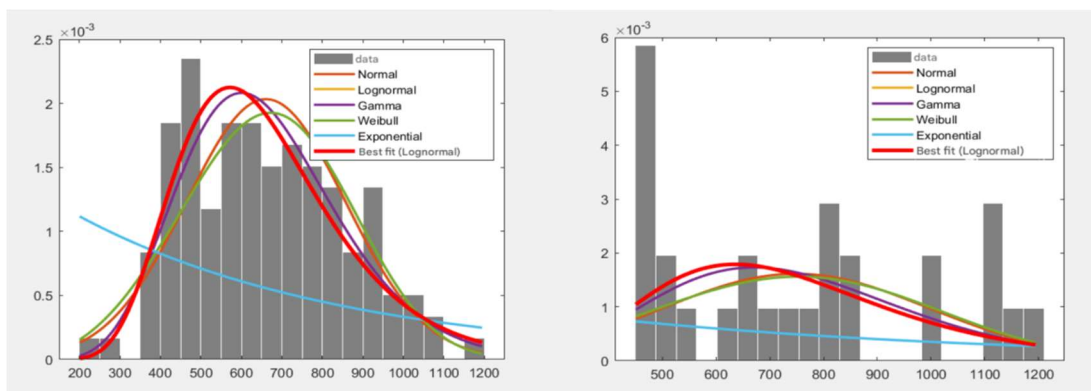 ×10⁻³
2.5
2
1.5
1
0.5
0
200 300 400 500 600 700 800 900 1000 1100 1200
data
Normal
Lognormal
Gamma
Weibull
Exponential
Best fit (Lognormal)
×10⁻³
6
5
4
3
2
1
0
500 600 700 800 900 1000 1100 1200
data
Normal
Lognormal
Gamma
Weibull
Exponential
Best fit (Lognormal)